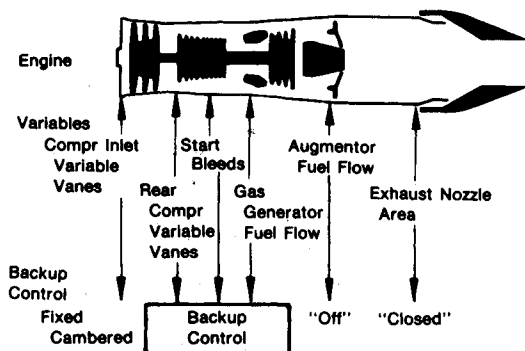 Engine
Variables
Compr Inlet
Variable
Vanes
Rear
Compr
Variable
Vanes
Start
Bleeds
Gas
Generator
Fuel Flow
Augmentor
Fuel Flow
Exhaust Nozzle
Area
Backup
Control
Fixed
Cambered
Backup
Control
"Off"
"Closed"